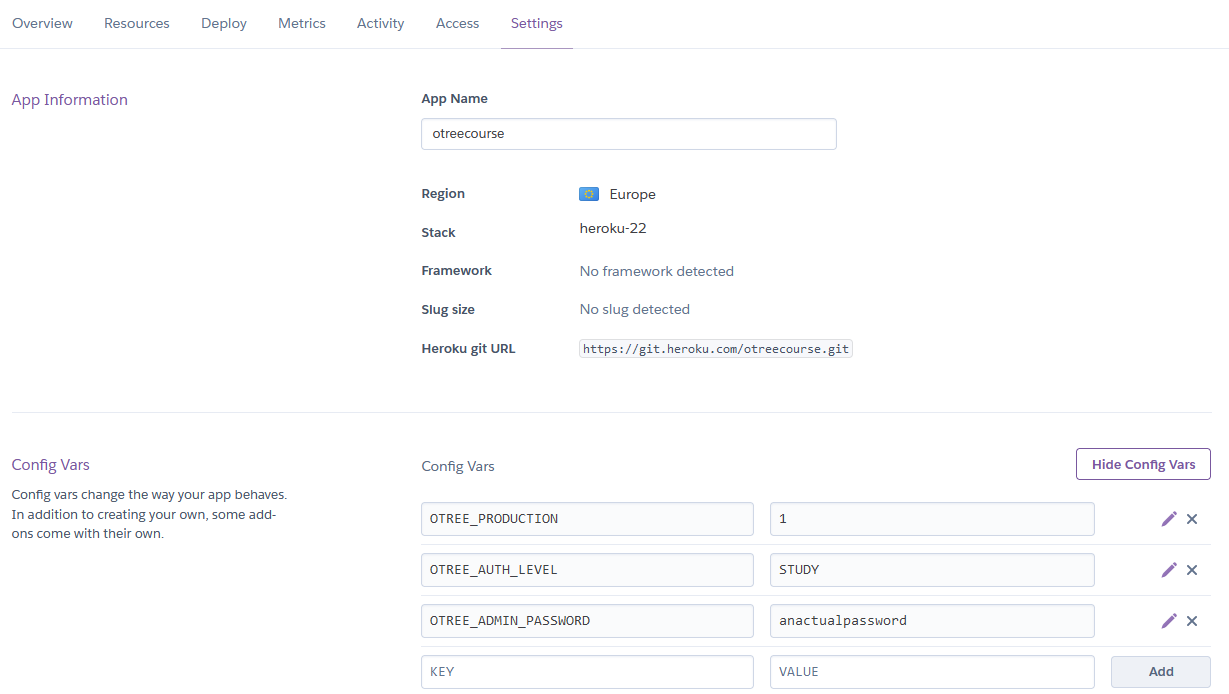 Overview Resources Deploy Metrics Activity Access Settings
App Information
App Name
otreecourse
Region Europe
Stack heroku-22
Framework No framework detected
Slug size No slug detected
Heroku git URL https://git.heroku.com/otreecourse.git
Config Vars
Config vars change the way your app behaves.
In addition to creating your own, some add-
ons come with their own.
Config Vars Hide Config Vars
OTREE_PRODUCTION 1
OTREE_AUTH_LEVEL STUDY
OTREE_ADMIN_PASSWORD anactualpassword
KEY VALUE Add